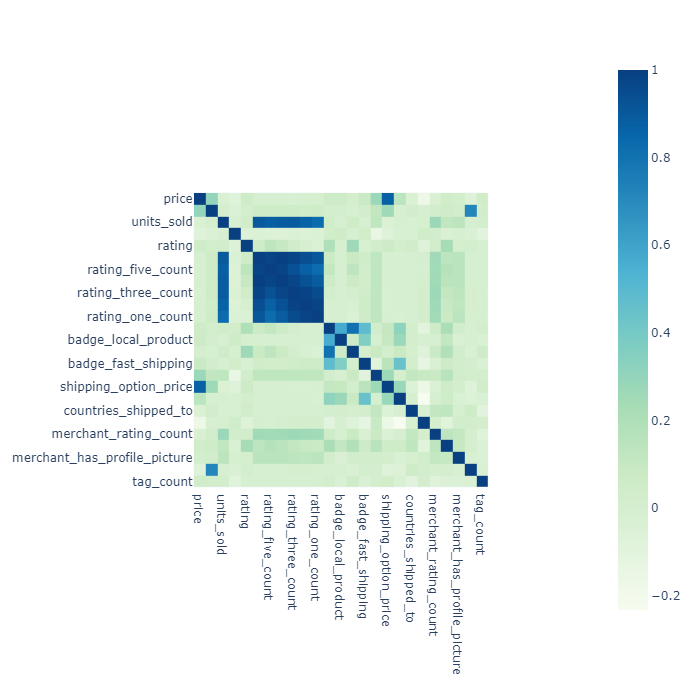 price
units_sold
rating
rating_five_count
rating_three_count
rating_one_count
badge_local_product
badge_fast_shipping
shipping_option_price
countries_shipped_to
merchant_rating_count
merchant_has_profile_picture
tag_count
price
units_sold
rating
rating_five_count
rating_three_count
rating_one_count
badge_local_product
badge_fast_shipping
shipping_option_price
countries_shipped_to
merchant_rating_count
merchant_has_profile_picture
tag_count
1
0.8
0.6
0.4
0.2
0
−0.2